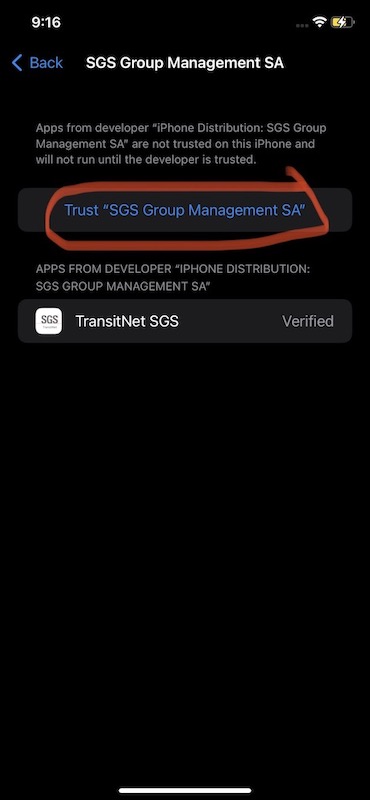 9:16
Back
SGS Group Management SA
Apps from developer “iPhone Distribution: SGS Group
Management SA” are not trusted on this iPhone and
will not run until the developer is trusted.
Trust “SGS Group Management SA”
APPS FROM DEVELOPER “IPHONE DISTRIBUTION:
SGS GROUP MANAGEMENT SA”
SGS
TransitNet SGS
Verified